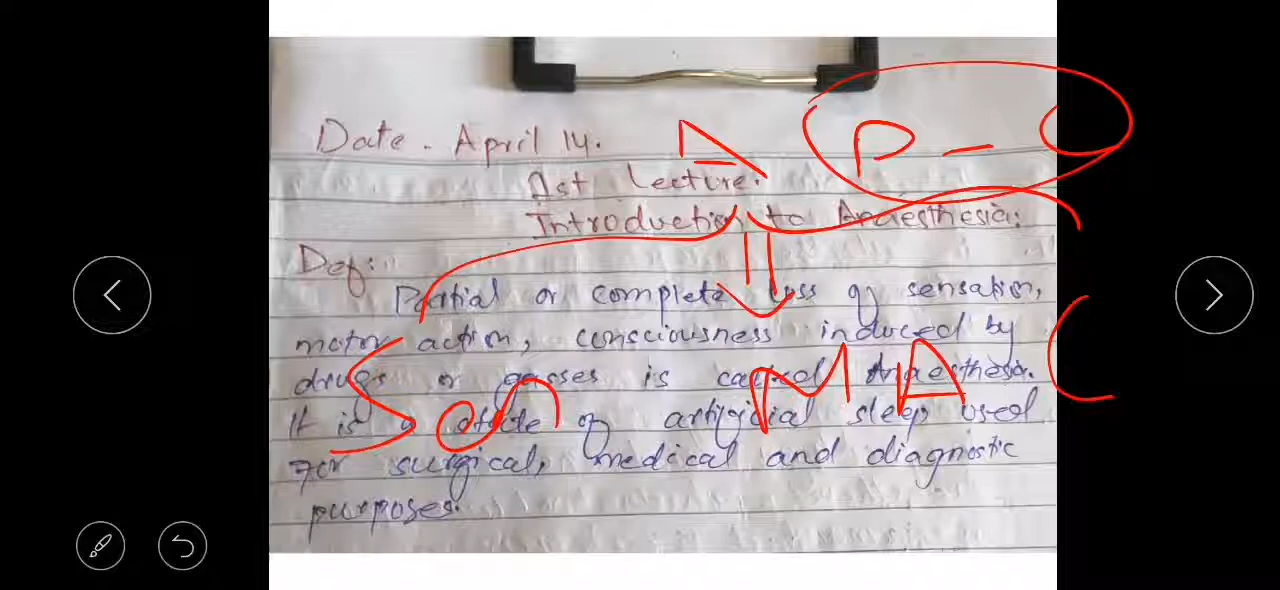 Date. April 14.
1st Lecture.
Introduction to Anaesthesia:
Def:
Partial or complete loss of sensation,
motor action, consciousness induced by
drugs or gasses is called Anaesthesia.
It is a state of artificial sleep used
for surgical, medical and diagnostic
purposes.
A
P - C
Sen
MA
C